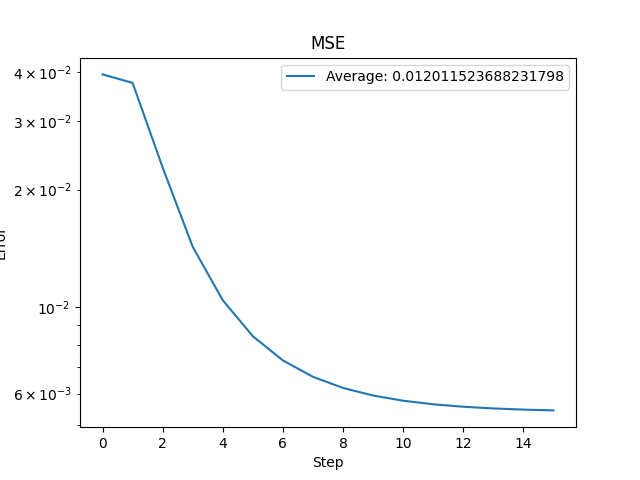 MSE
Average: 0.012011523688231798
4 × 10⁻²
3 × 10⁻²
2 × 10⁻²
10⁻²
6 × 10⁻³
Error
0 2 4 6 8 10 12 14
Step